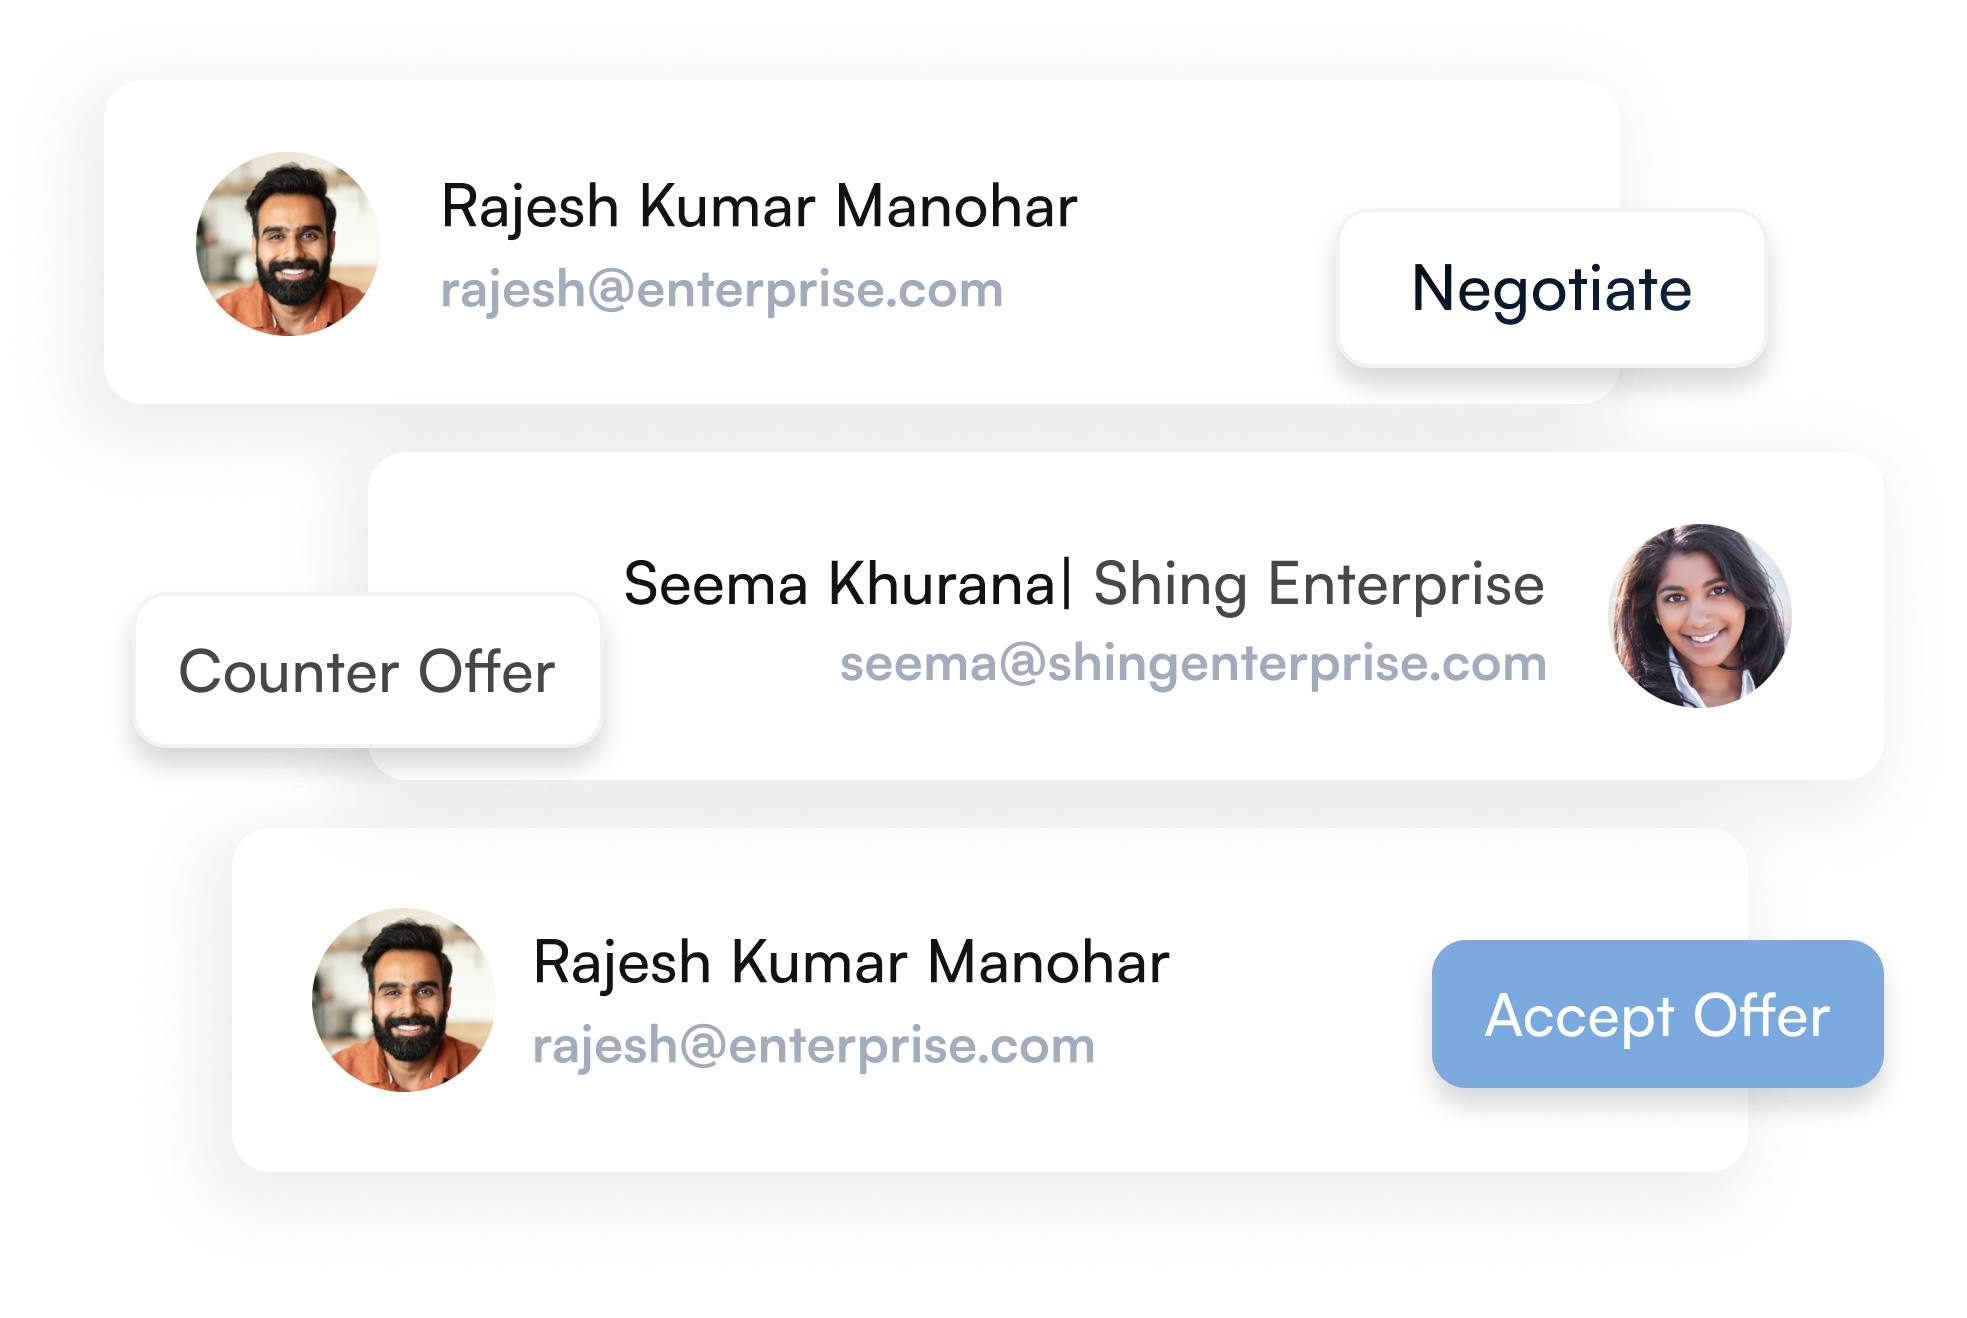 Rajesh Kumar Manohar
rajesh@enterprise.com
Negotiate
Seema Khurana| Shing Enterprise
seema@shingenterprise.com
Counter Offer
Rajesh Kumar Manohar
rajesh@enterprise.com
Accept Offer